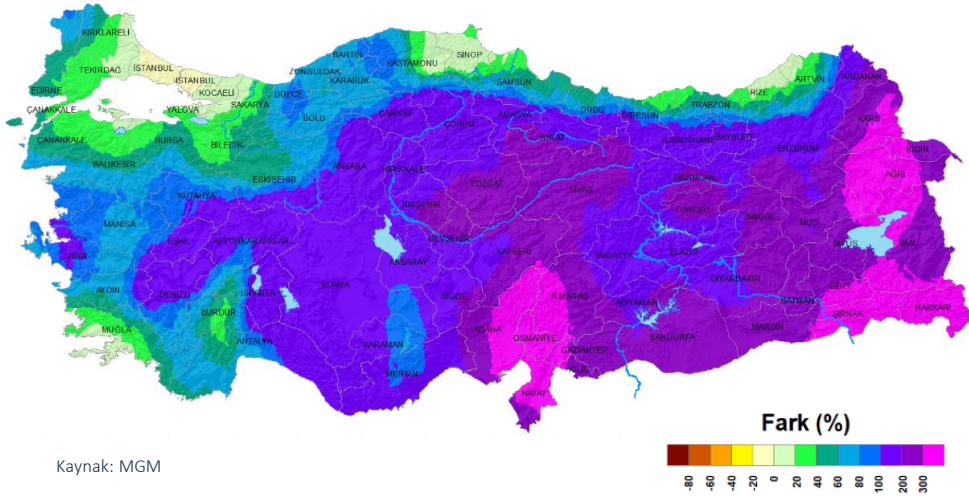 KIRKLARELİ
TEKİRDAĞ
İSTANBUL
İSTANBUL
EDİRNE
KOCAELİ
ÇANAKKALE
YALOVA
SAKARYA
DÜZCE
ZONGULDAK
BARTIN
KARABÜK
KASTAMONU
SİNOP
SAMSUN
ORDU
GİRESUN
TRABZON
RİZE
ARTVİN
ARDAHAN
ÇANAKKALE
BURSA
BİLECİK
BOLU
ÇANKIRI
ÇORUM
AMASYA
TOKAT
GÜMÜŞHANE
BAYBURT
ERZURUM
KARS
IĞDIR
BALIKESİR
KÜTAHYA
ESKİŞEHİR
ANKARA
KIRIKKALE
YOZGAT
SİVAS
ERZİNCAN
TUNCELİ
BİNGÖL
MUŞ
AĞRI
MANİSA
UŞAK
AFYONKARAHİSAR
KIRŞEHİR
NEVŞEHİR
KAYSERİ
MALATYA
ELAZIĞ
DİYARBAKIR
BİTLİS
VAN
İZMİR
AYDIN
DENİZLİ
ISPARTA
KONYA
AKSARAY
NİĞDE
K.MARAŞ
ADIYAMAN
BATMAN
SİİRT
ŞIRNAK
HAKKARİ
MUĞLA
BURDUR
ANTALYA
KARAMAN
MERSİN
ADANA
OSMANİYE
GAZİANTEP
KİLİS
ŞANLIURFA
MARDİN
HATAY
Fark (%)
-80 -60 -40 -20 0 20 40 60 80 100 200 300
Kaynak: MGM